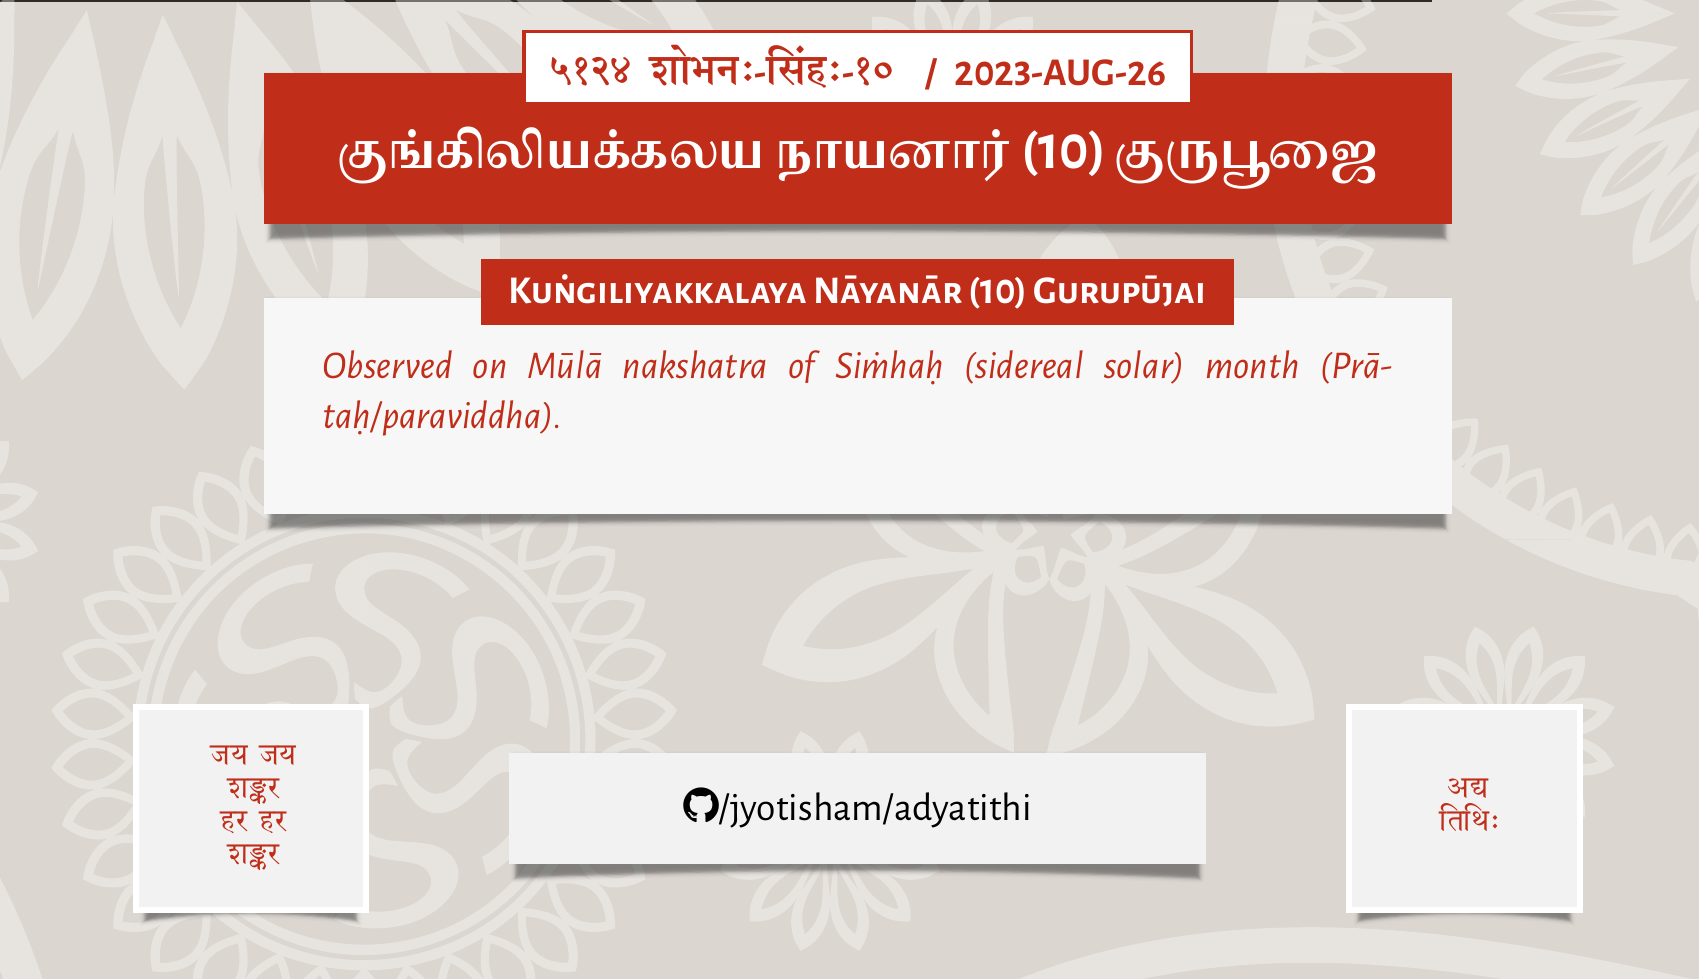 ५१२४ शोभनः-सिंहः-१० / 2023-AUG-26
குங்கிலியக்கலய நாயனார் (10) குருபூஜை
Kuṅgiliyakkalaya Nāyanār (10) Gurupūjai
Observed on Mūlā nakshatra of Siṁhaḥ (sidereal solar) month (Prā-
taḥ/paraviddha).
जय जय
शङ्कर
हर हर
शङ्कर
/jyotisham/adyatithi
अद्य
तिथिः